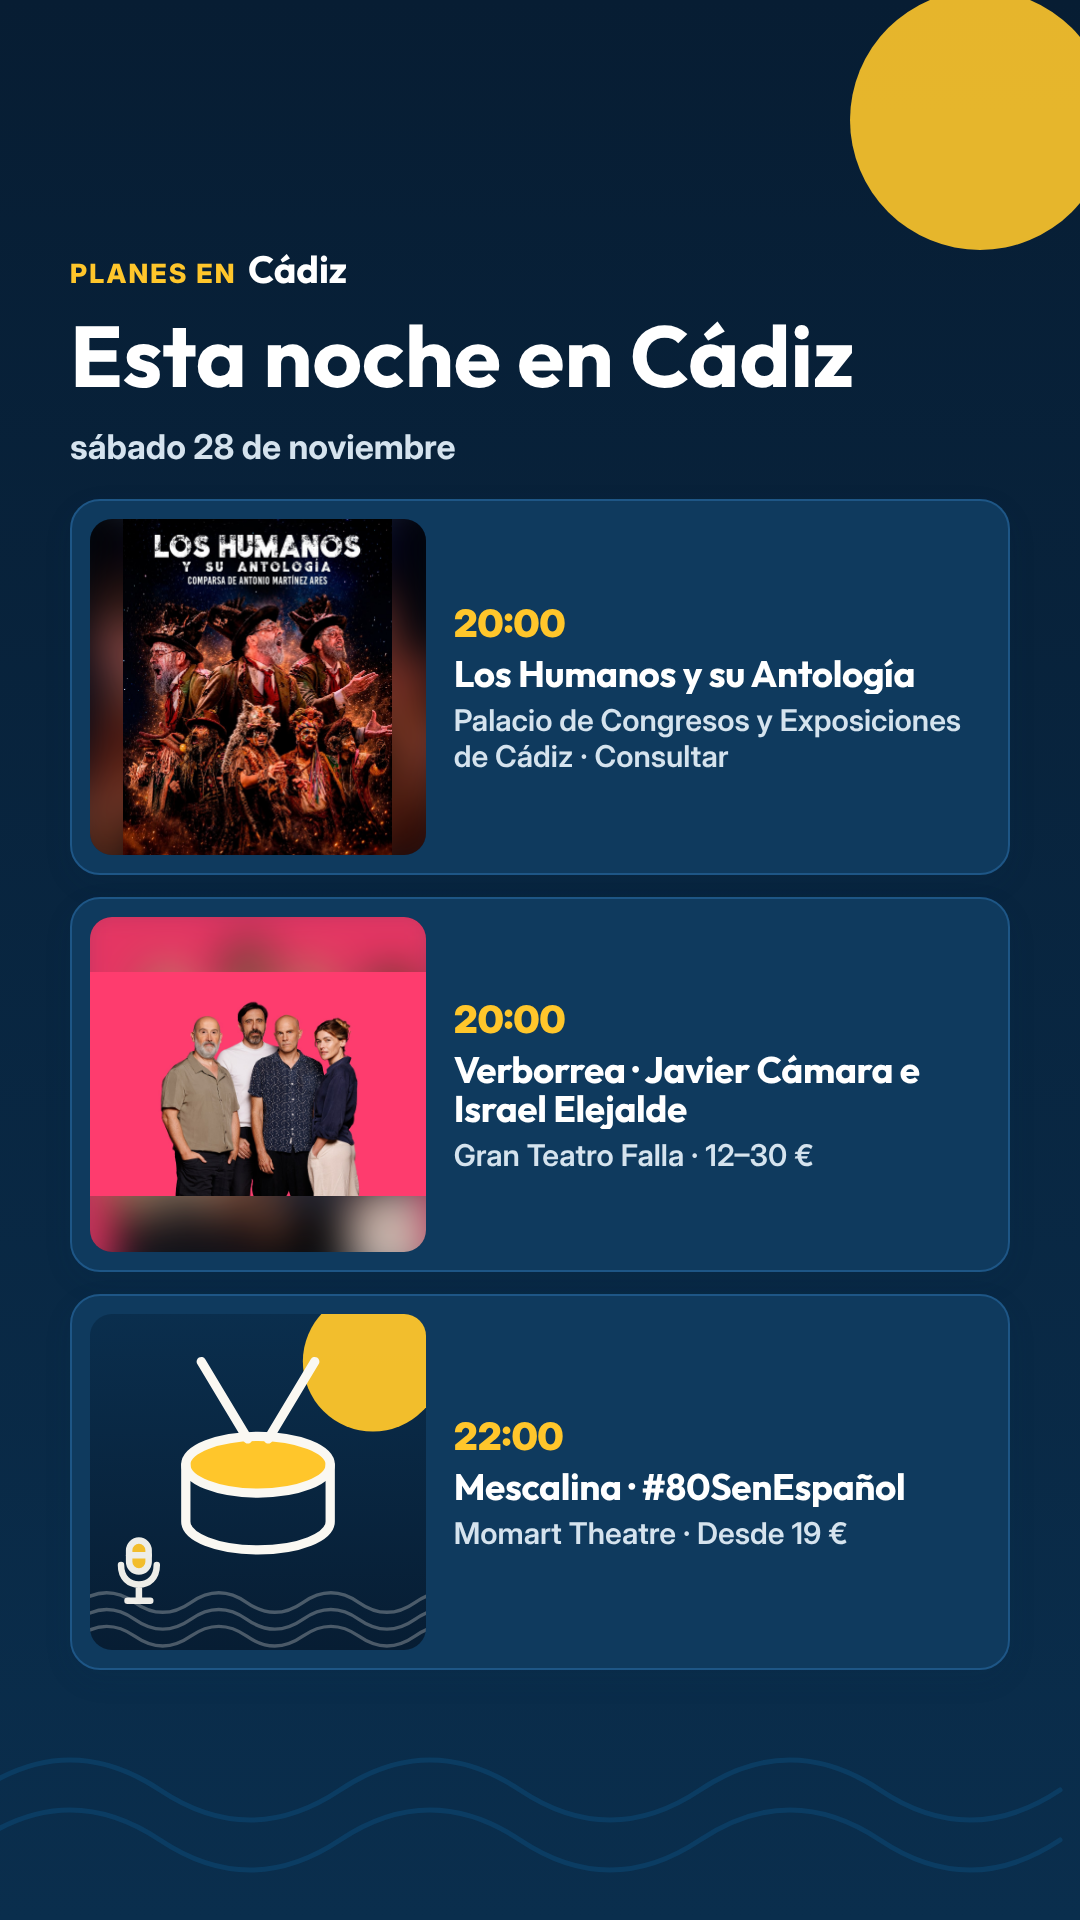 PLANES EN Cádiz
Esta noche en Cádiz
sábado 28 de noviembre
LOS HUMANOS
Y SU ANTOLOGÍA
COMPARSA DE ANTONIO MARTÍNEZ ARES
20:00
Los Humanos y su Antología
Palacio de Congresos y Exposiciones
de Cádiz · Consultar
20:00
Verborrea · Javier Cámara e
Israel Elejalde
Gran Teatro Falla · 12–30 €
22:00
Mescalina · #80SenEspañol
Momart Theatre · Desde 19 €